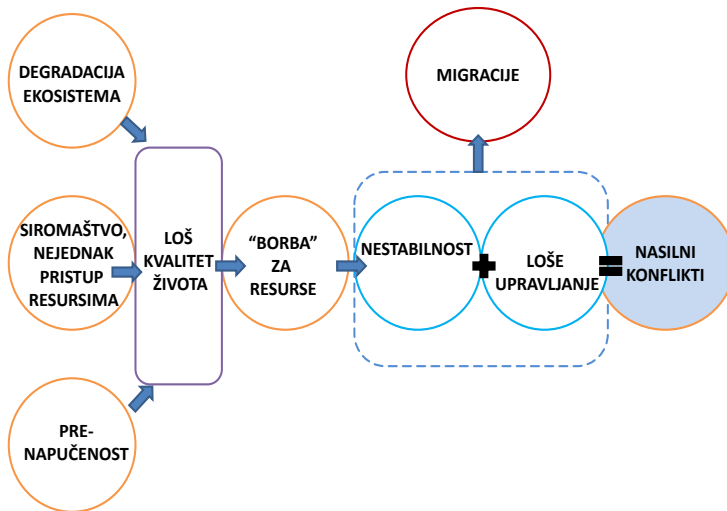 DEGRADACIJA
EKOSISTEMA
SIROMAŠTVO,
NEJEDNAK
PRISTUP
RESURSIMA
PRE-
NAPUČENOST
LOŠ
KVALITET
ŽIVOTA
“BORBA”
ZA
RESURSE
MIGRACIJE
NESTABILNOST
LOŠE
UPRAVLJANJE
NASILNI
KONFLIKTI